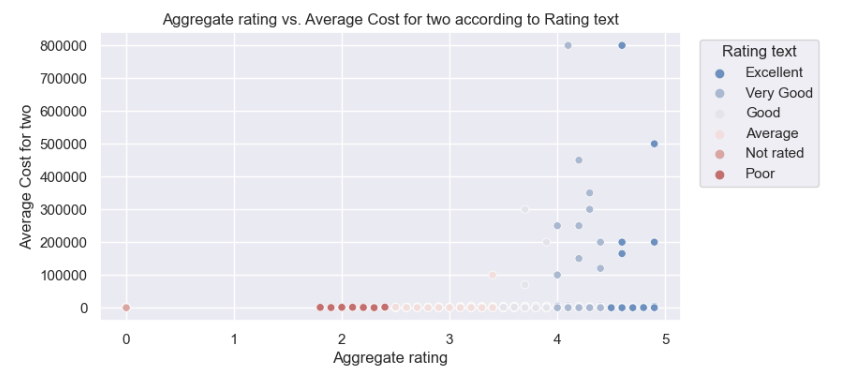 Aggregate rating vs. Average Cost for two according to Rating text
Average Cost for two
800000
700000
600000
500000
400000
300000
200000
100000
0
0 1 2 3 4 5
Aggregate rating
Rating text
Excellent
Very Good
Good
Average
Not rated
Poor